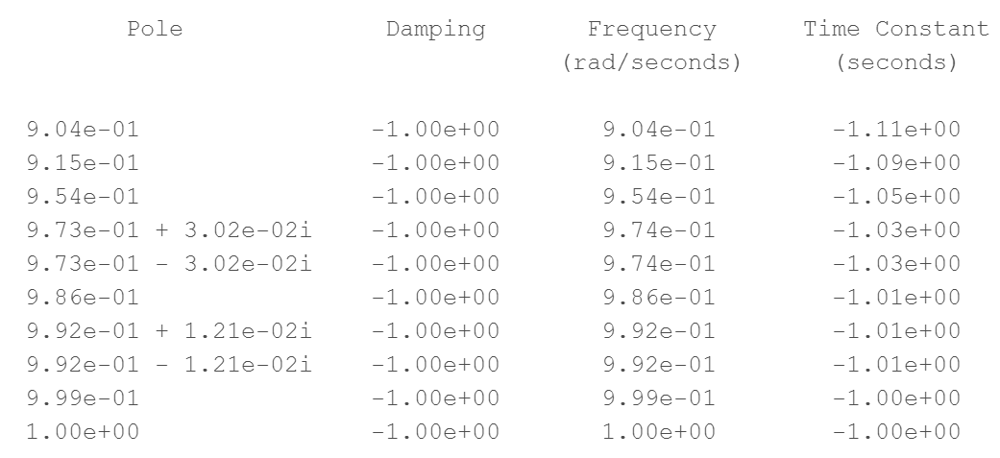 Pole Damping Frequency Time Constant
(rad/seconds) (seconds)
9.04e-01 -1.00e+00 9.04e-01 -1.11e+00
9.15e-01 -1.00e+00 9.15e-01 -1.09e+00
9.54e-01 -1.00e+00 9.54e-01 -1.05e+00
9.73e-01 + 3.02e-02i -1.00e+00 9.74e-01 -1.03e+00
9.73e-01 - 3.02e-02i -1.00e+00 9.74e-01 -1.03e+00
9.86e-01 -1.00e+00 9.86e-01 -1.01e+00
9.92e-01 + 1.21e-02i -1.00e+00 9.92e-01 -1.01e+00
9.92e-01 - 1.21e-02i -1.00e+00 9.92e-01 -1.01e+00
9.99e-01 -1.00e+00 9.99e-01 -1.00e+00
1.00e+00 -1.00e+00 1.00e+00 -1.00e+00